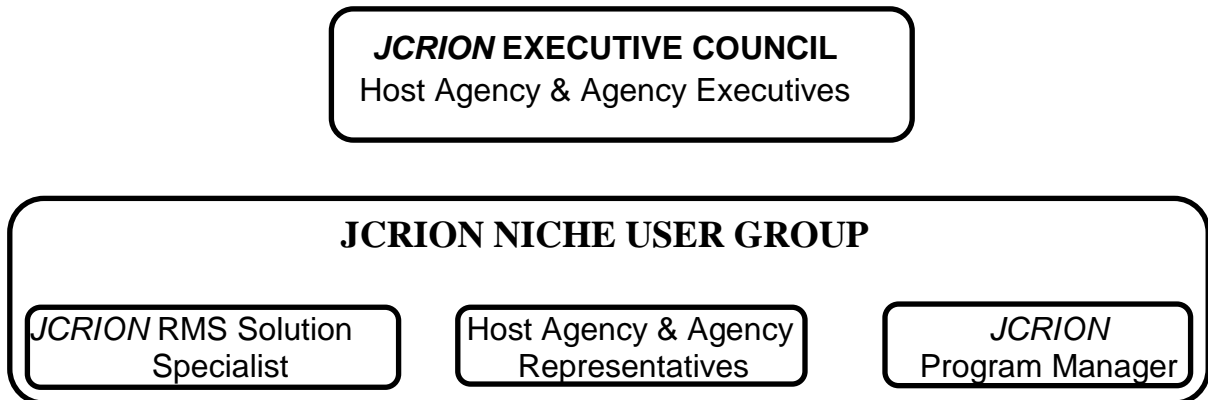 JCRION EXECUTIVE COUNCIL
Host Agency & Agency Executives
JCRION NICHE USER GROUP
JCRION RMS Solution
Specialist
Host Agency & Agency
Representatives
JCRION
Program Manager